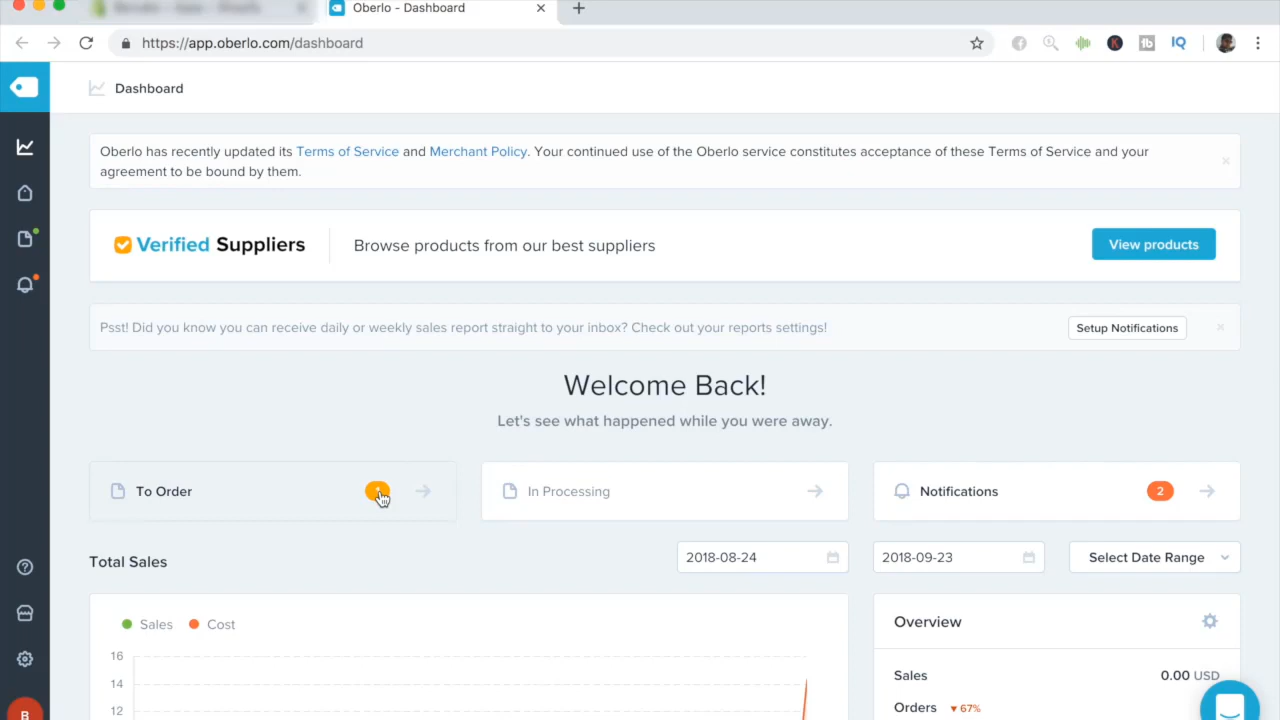 Oberlo - Dashboard
https://app.oberlo.com/dashboard
K
tb
IQ
Dashboard
Oberlo has recently updated its Terms of Service and Merchant Policy. Your continued use of the Oberlo service constitutes acceptance of these Terms of Service and your
agreement to be bound by them.
Verified Suppliers
Browse products from our best suppliers
View products
Psst! Did you know you can receive daily or weekly sales report straight to your inbox? Check out your reports settings!
Setup Notifications
Welcome Back!
Let's see what happened while you were away.
To Order
In Processing
Notifications
2
Total Sales
2018-08-24
2018-09-23
Select Date Range
Sales
Cost
Overview
16
14
12
Sales
0.00 USD
Orders
67%
B